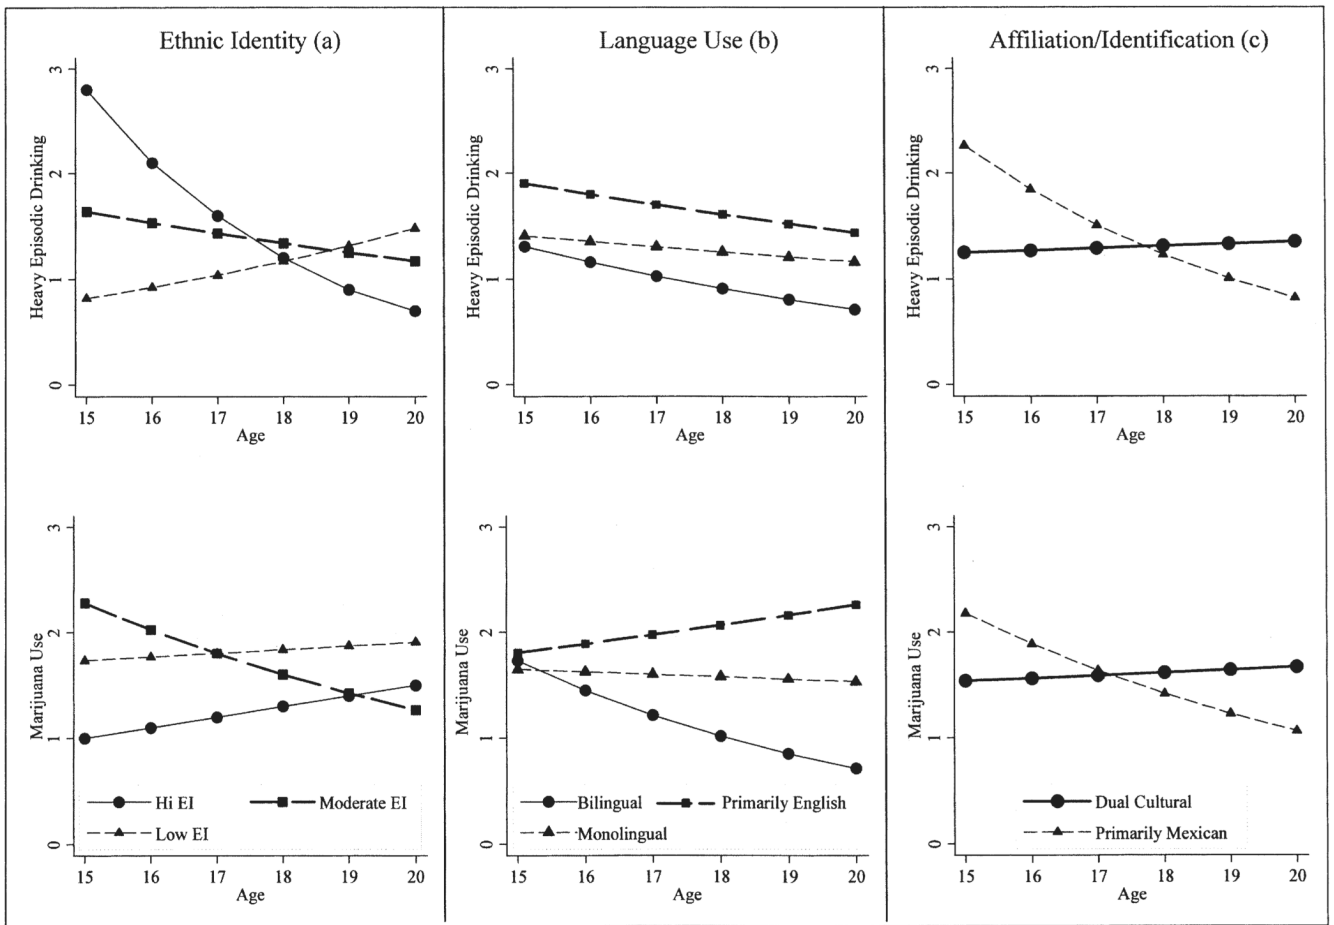 Ethnic Identity (a)
Language Use (b)
Affiliation/Identification (c)
Heavy Episodic Drinking
3
2
1
0
15 16 17 18 19 20
Age
Heavy Episodic Drinking
3
2
1
0
15 16 17 18 19 20
Age
Heavy Episodic Drinking
3
2
1
0
15 16 17 18 19 20
Age
Marijuana Use
3
2
1
0
Hi EI Moderate EI
Low EI
15 16 17 18 19 20
Age
Marijuana Use
3
2
1
0
Bilingual Primarily English
Monolingual
15 16 17 18 19 20
Age
Marijuana Use
3
2
1
0
Dual Cultural
Primarily Mexican
15 16 17 18 19 20
Age